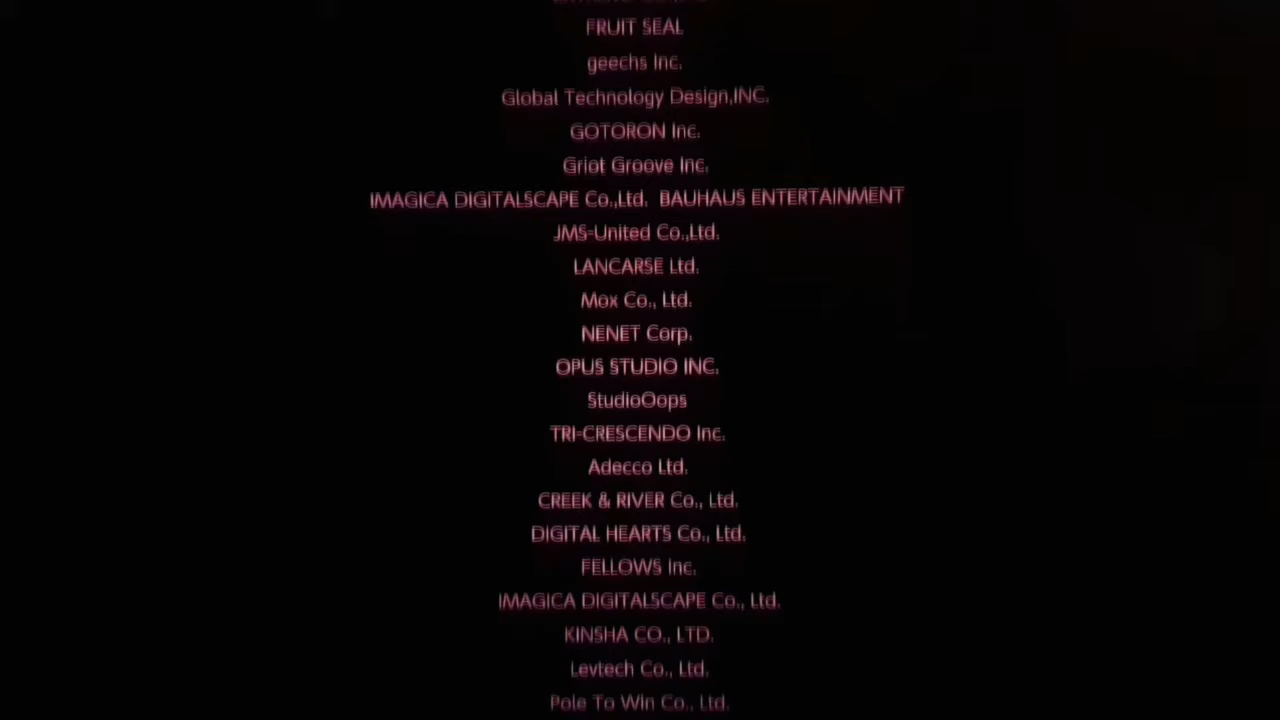 FRUIT SEAL
geechs Inc.
Global Technology Design,INC.
GOTORON Inc.
Griot Groove Inc.
IMAGICA DIGITALSCAPE Co.,Ltd.  BAUHAUS ENTERTAINMENT
JMS-United Co.,Ltd.
LANCARSE Ltd.
Mox Co., Ltd.
NENET Corp.
OPUS STUDIO INC.
StudioOops
TRI-CRESCENDO Inc.
Adecco Ltd.
CREEK & RIVER Co., Ltd.
DIGITAL HEARTS Co., Ltd.
FELLOWS Inc.
IMAGICA DIGITALSCAPE Co., Ltd.
KINSHA CO., LTD.
Levtech Co., Ltd.
Pole To Win Co., Ltd.